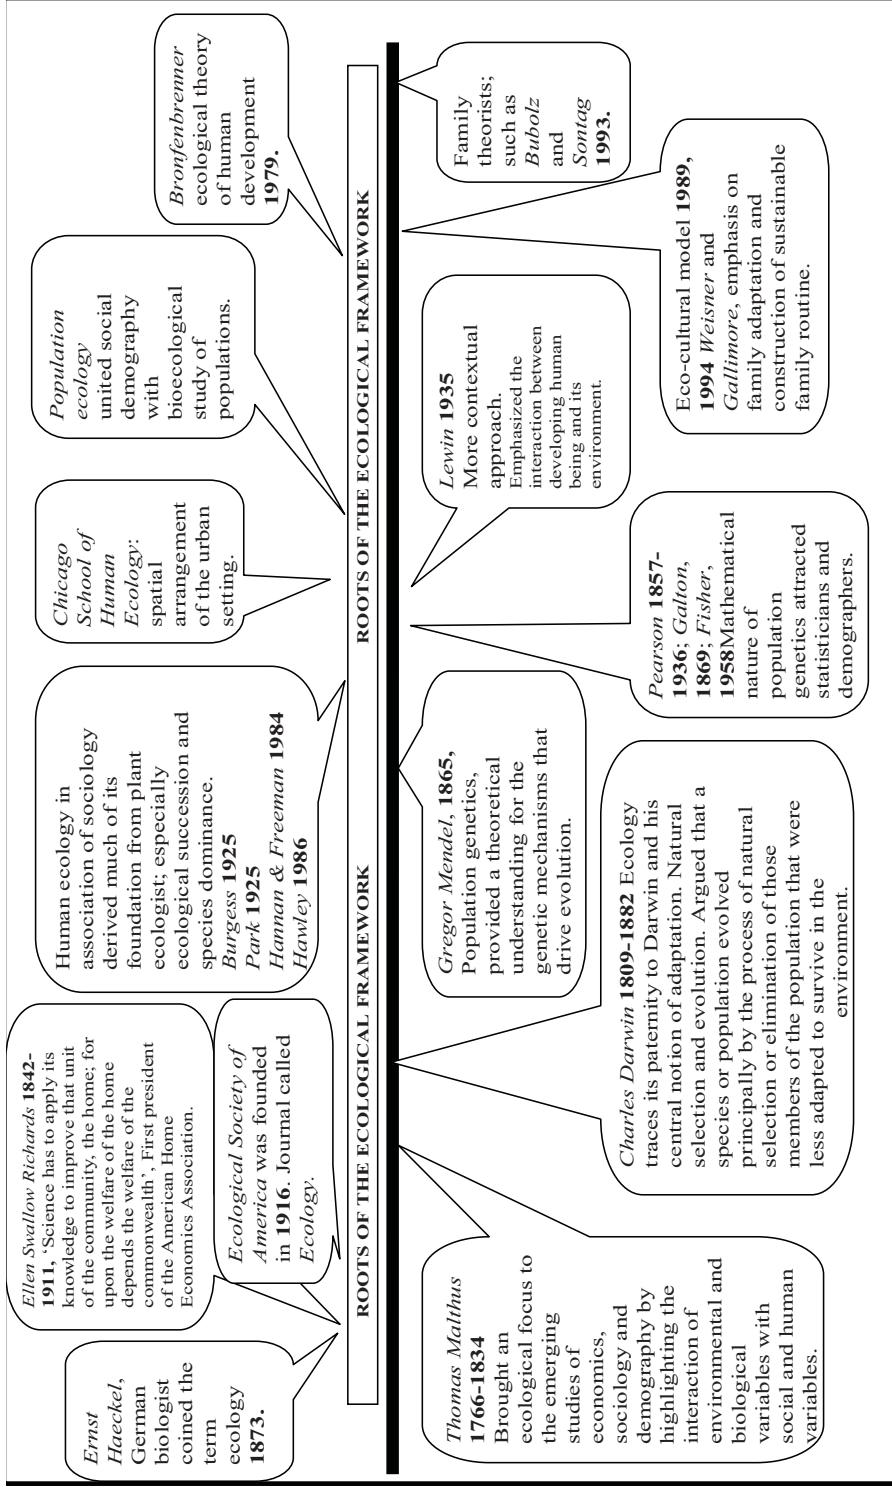 Ernst
Haeckel,
German
biologist
coined the
term
ecology
1873.
Ellen Swallow Richards 1842-
1911, ‘Science has to apply its
knowledge to improve that unit
of the community, the home; for
upon the welfare of the home
depends the welfare of the
commonwealth’, First president
of the American Home
Economics Association.
Ecological Society of
America was founded
in 1916. Journal called
Ecology.
Human ecology in
association of sociology
derived much of its
foundation from plant
ecologist; especially
ecological succession and
species dominance.
Burgess 1925
Park 1925
Hannan & Freeman 1984
Hawley 1986
Chicago
School of
Human
Ecology:
spatial
arrangement
of the urban
setting.
Population
ecology
united social
demography
with
bioecological
study of
populations.
Bronfenbrenner
ecological theory
of human
development
1979.
ROOTS OF THE ECOLOGICAL FRAMEWORK
ROOTS OF THE ECOLOGICAL FRAMEWORK
Thomas Malthus
1766-1834
Brought an
ecological focus to
the emerging
studies of
economics,
sociology and
demography by
highlighting the
interaction of
environmental and
biological
variables with
social and human
variables.
Charles Darwin 1809-1882 Ecology
traces its paternity to Darwin and his
central notion of adaptation. Natural
selection and evolution. Argued that a
species or population evolved
principally by the process of natural
selection or elimination of those
members of the population that were
less adapted to survive in the
environment.
Gregor Mendel, 1865,
Population genetics,
provided a theoretical
understanding for the
genetic mechanisms that
drive evolution.
Pearson 1857-
1936; Galton,
1869; Fisher,
1958Mathematical
nature of
population
genetics attracted
statisticians and
demographers.
Lewin 1935
More contextual
approach.
Emphasized the
interaction between
developing human
being and its
environment.
Eco-cultural model 1989,
1994 Weisner and
Gallimore, emphasis on
family adaptation and
construction of sustainable
family routine.
Family
theorists;
such as
Bubolz
and
Sontag
1993.